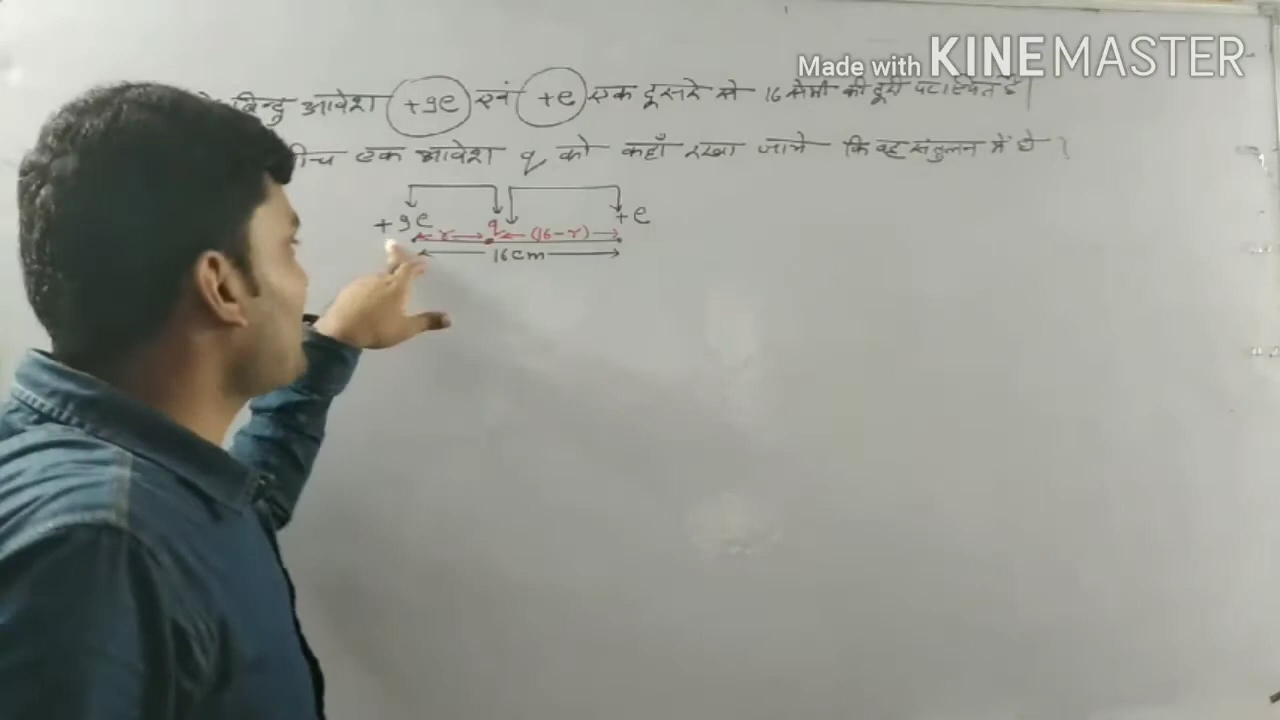 Made with KINEMASTER
बिन्दु आवेश +9e एवं +e एक दूसरे से 16 सेमी की दूरी पर स्थित हैं।
बीच एक आवेश q को कहाँ रखा जाये कि वह संतुलन में हो ?
+9e q +e
r (16-r)
16cm